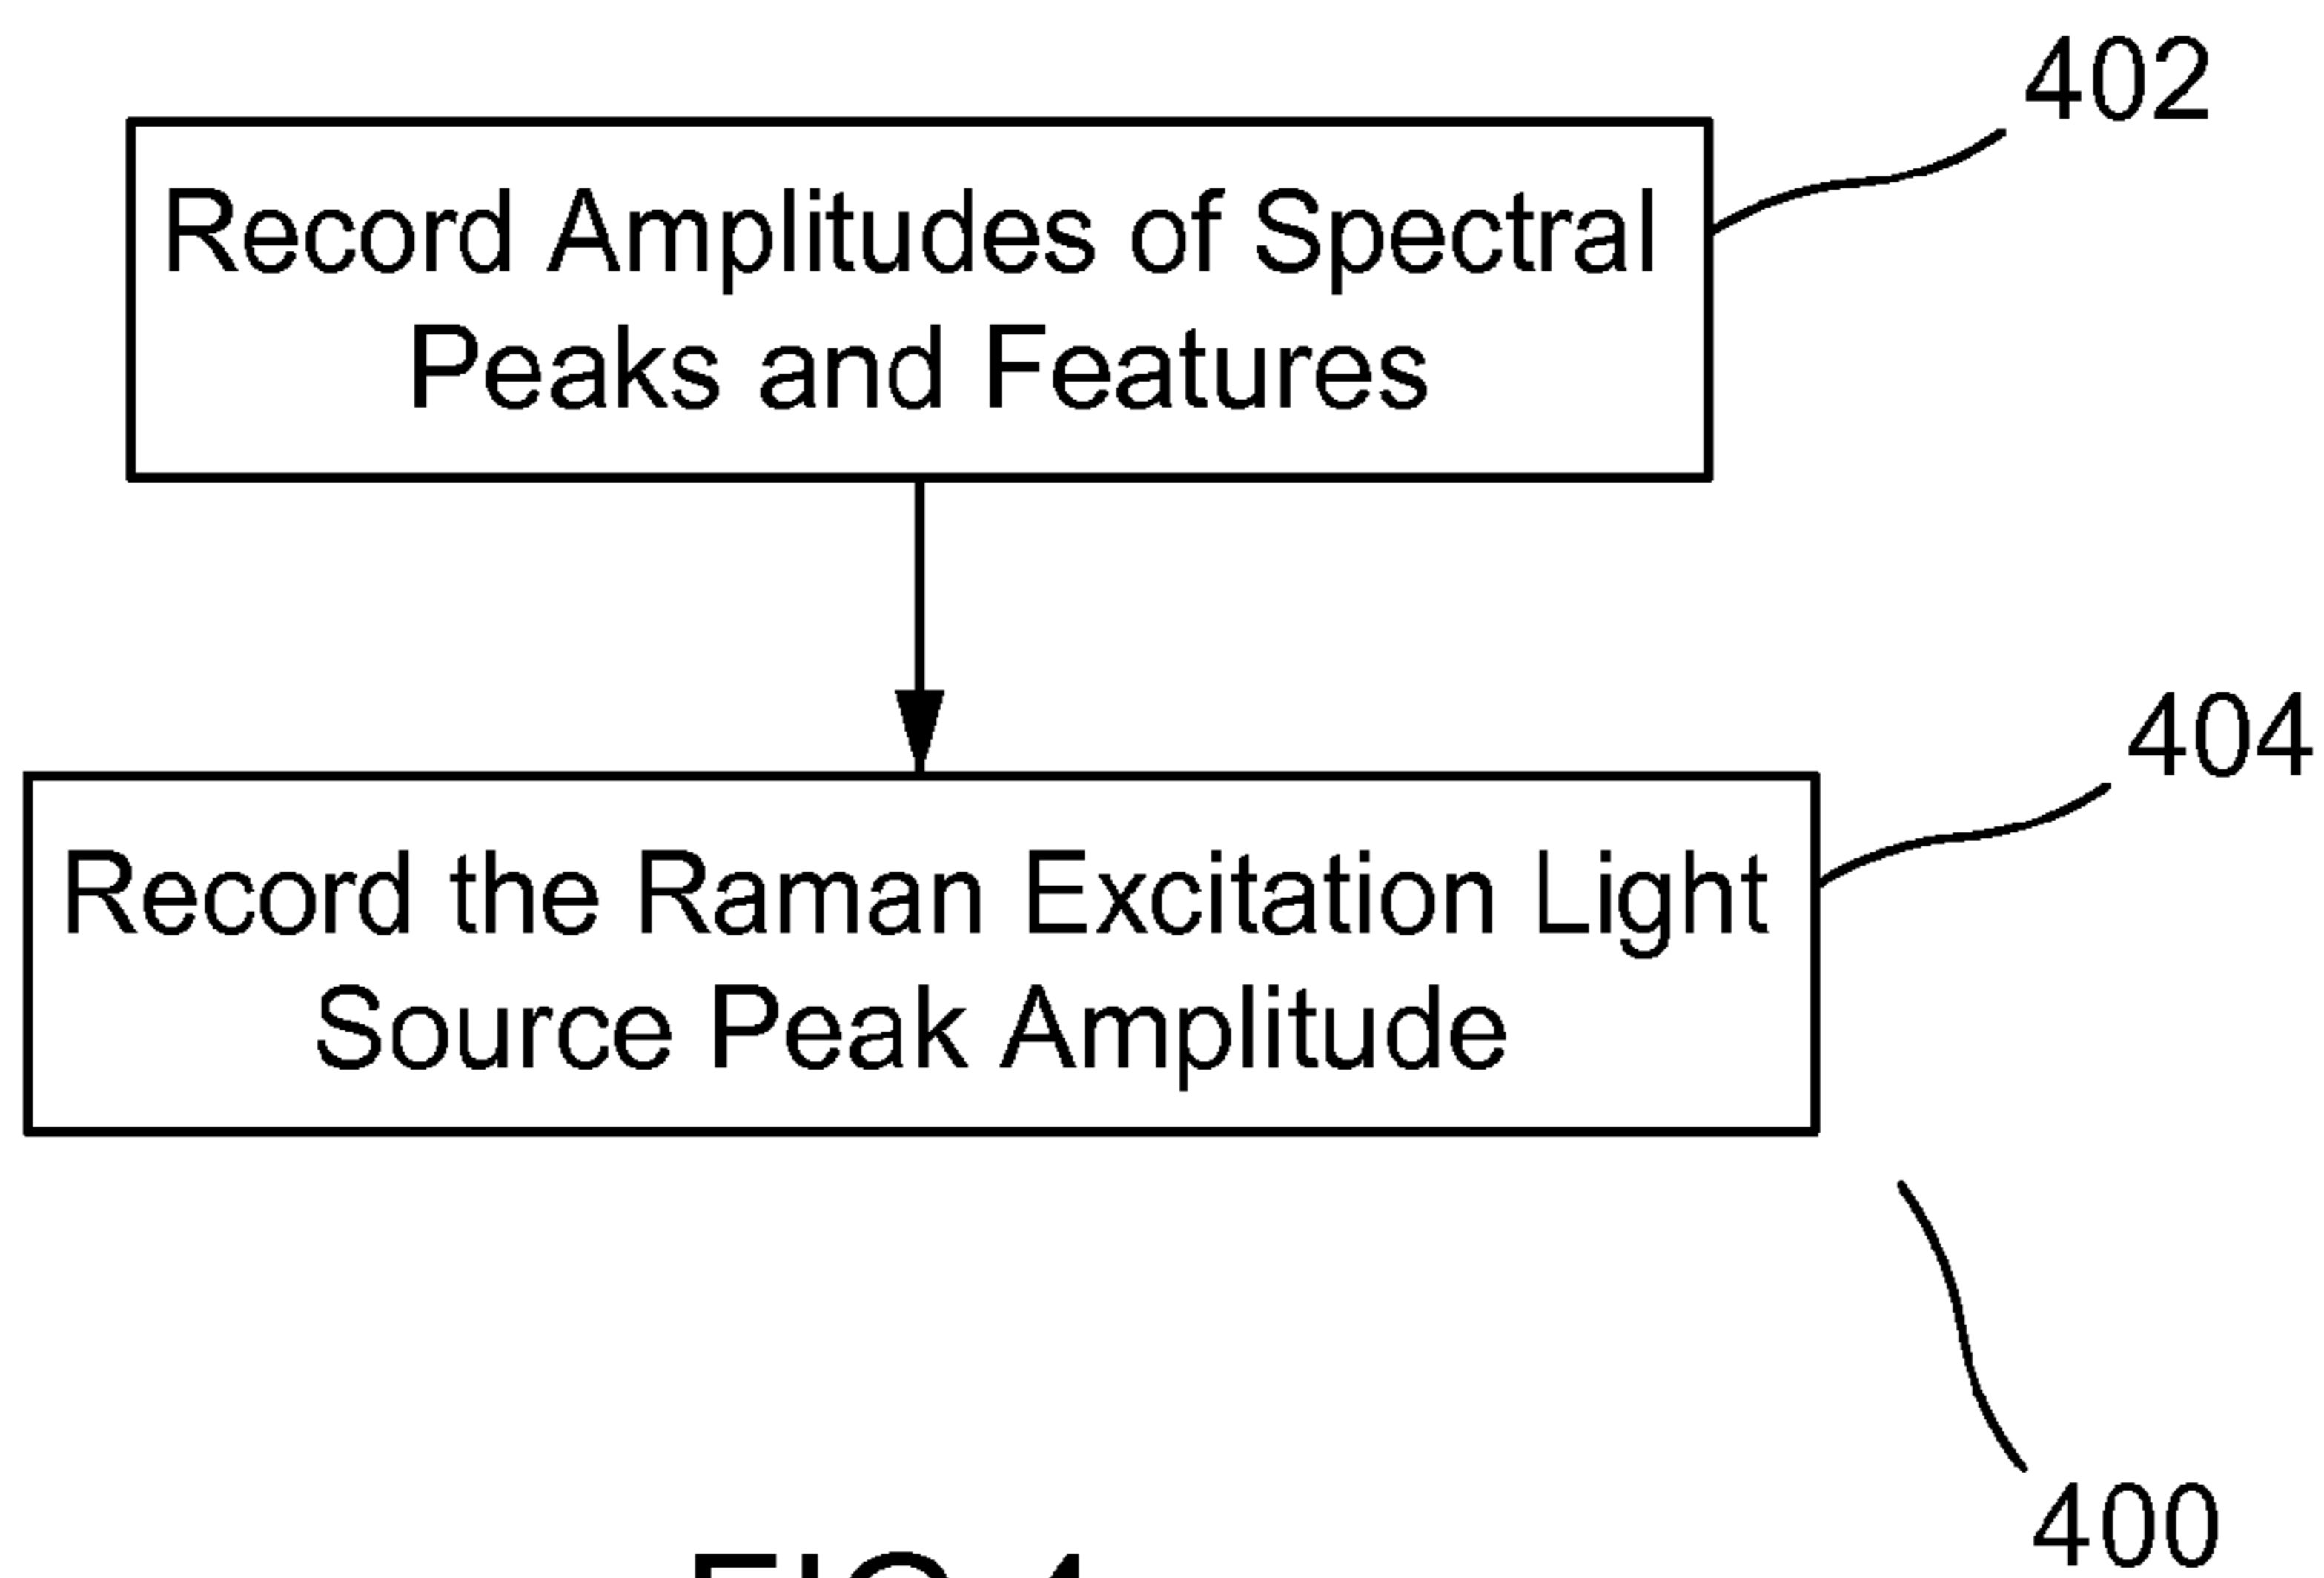 402
Record Amplitudes of Spectral
Peaks and Features
404
Record the Raman Excitation Light
Source Peak Amplitude
400